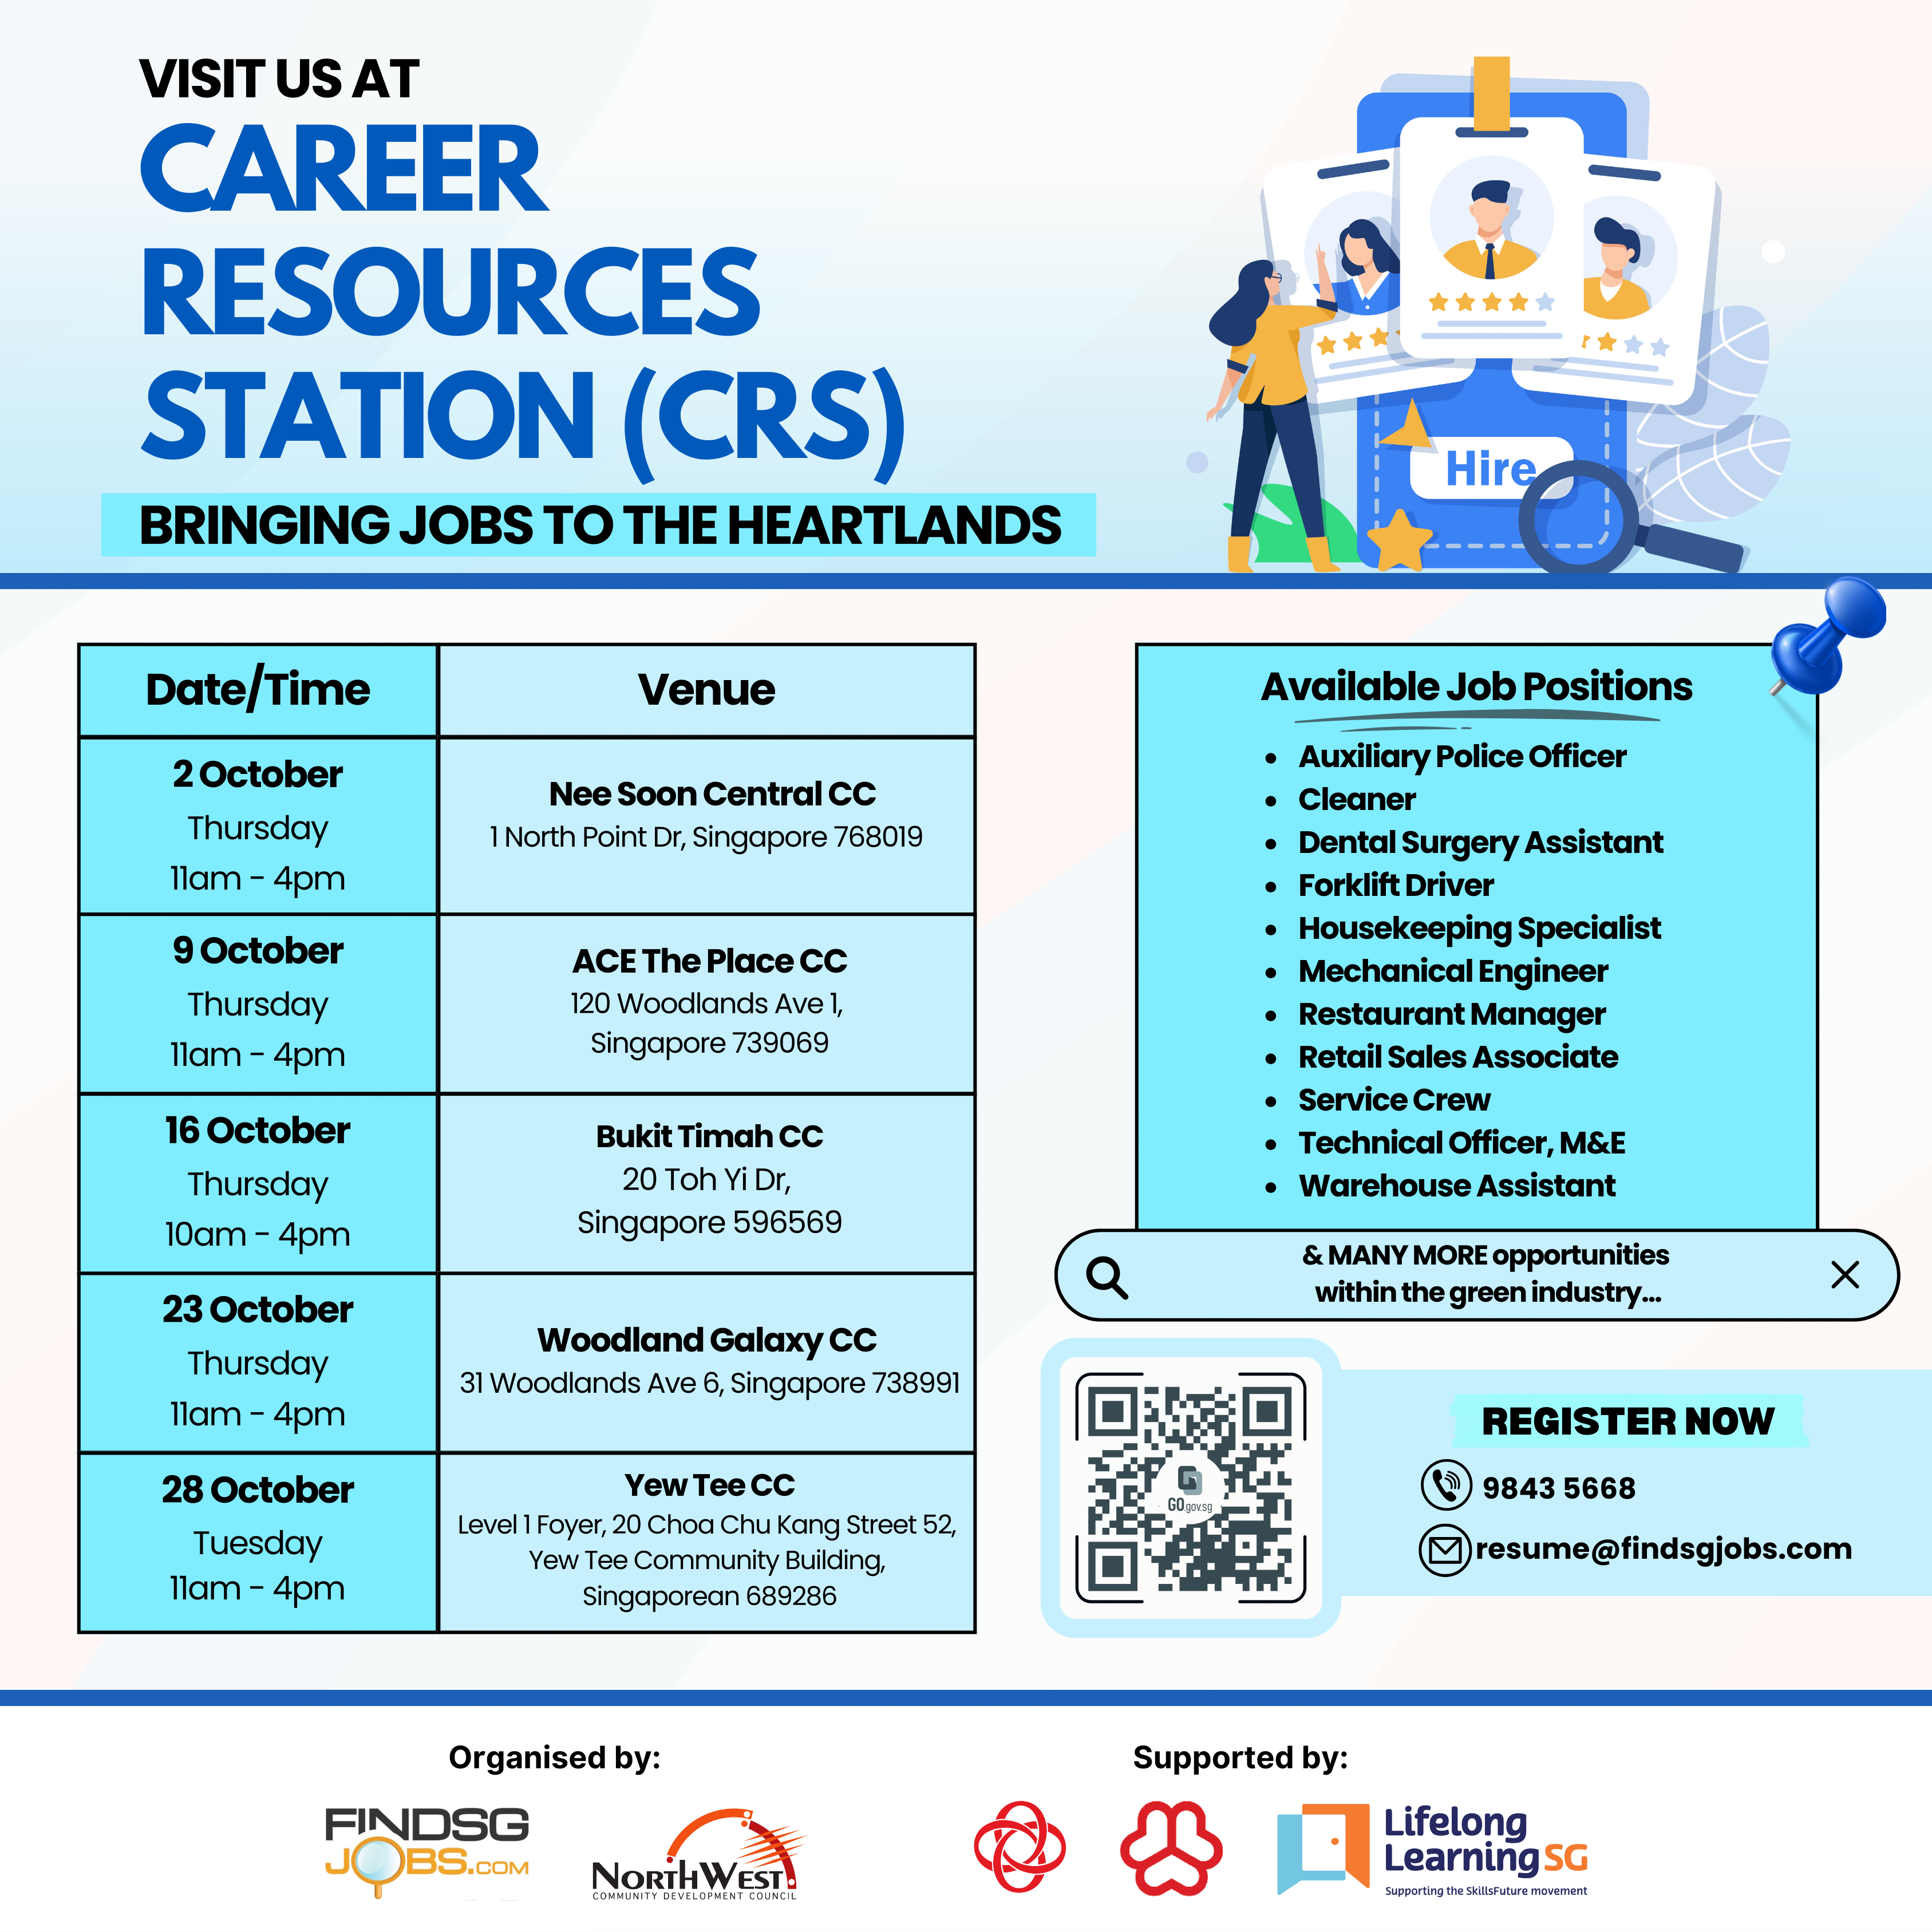 VISIT US AT
CAREER
RESOURCES
STATION (CRS)
BRINGING JOBS TO THE HEARTLANDS
Hire
Date/Time
Venue
2 October
Thursday
11am - 4pm
Nee Soon Central CC
1 North Point Dr, Singapore 768019
9 October
Thursday
11am - 4pm
ACE The Place CC
120 Woodlands Ave 1,
Singapore 739069
16 October
Thursday
10am - 4pm
Bukit Timah CC
20 Toh Yi Dr,
Singapore 596569
23 October
Thursday
11am - 4pm
Woodland Galaxy CC
31 Woodlands Ave 6, Singapore 738991
28 October
Tuesday
11am - 4pm
Yew Tee CC
Level 1 Foyer, 20 Choa Chu Kang Street 52,
Yew Tee Community Building,
Singaporean 689286
Available Job Positions
• Auxiliary Police Officer
• Cleaner
• Dental Surgery Assistant
• Forklift Driver
• Housekeeping Specialist
• Mechanical Engineer
• Restaurant Manager
• Retail Sales Associate
• Service Crew
• Technical Officer, M&E
• Warehouse Assistant
& MANY MORE opportunities
within the green industry...
GO.gov.sg
REGISTER NOW
9843 5668
resume@findsgjobs.com
Organised by:
FINDSG
JOBS.COM
NORTH WEST
COMMUNITY DEVELOPMENT COUNCIL
Supported by:
Lifelong
Learning SG
Supporting the SkillsFuture movement